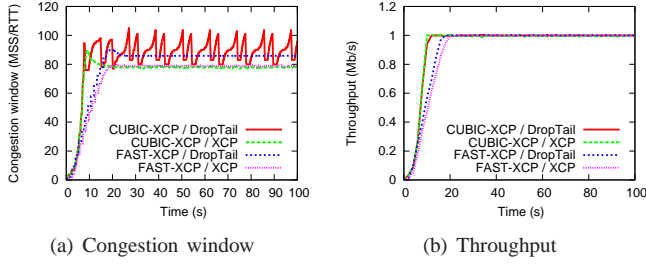 Congestion window (MSS/RTT)
120
100
80
60
40
20
0
CUBIC-XCP / DropTail
CUBIC-XCP / XCP
FAST-XCP / DropTail
FAST-XCP / XCP
0 10 20 30 40 50 60 70 80 90 100
Time (s)
(a) Congestion window
Throughput (Mb/s)
1.2
1
0.8
0.6
0.4
0.2
0
CUBIC-XCP / DropTail
CUBIC-XCP / XCP
FAST-XCP / DropTail
FAST-XCP / XCP
0 20 40 60 80 100
Time (s)
(b) Throughput